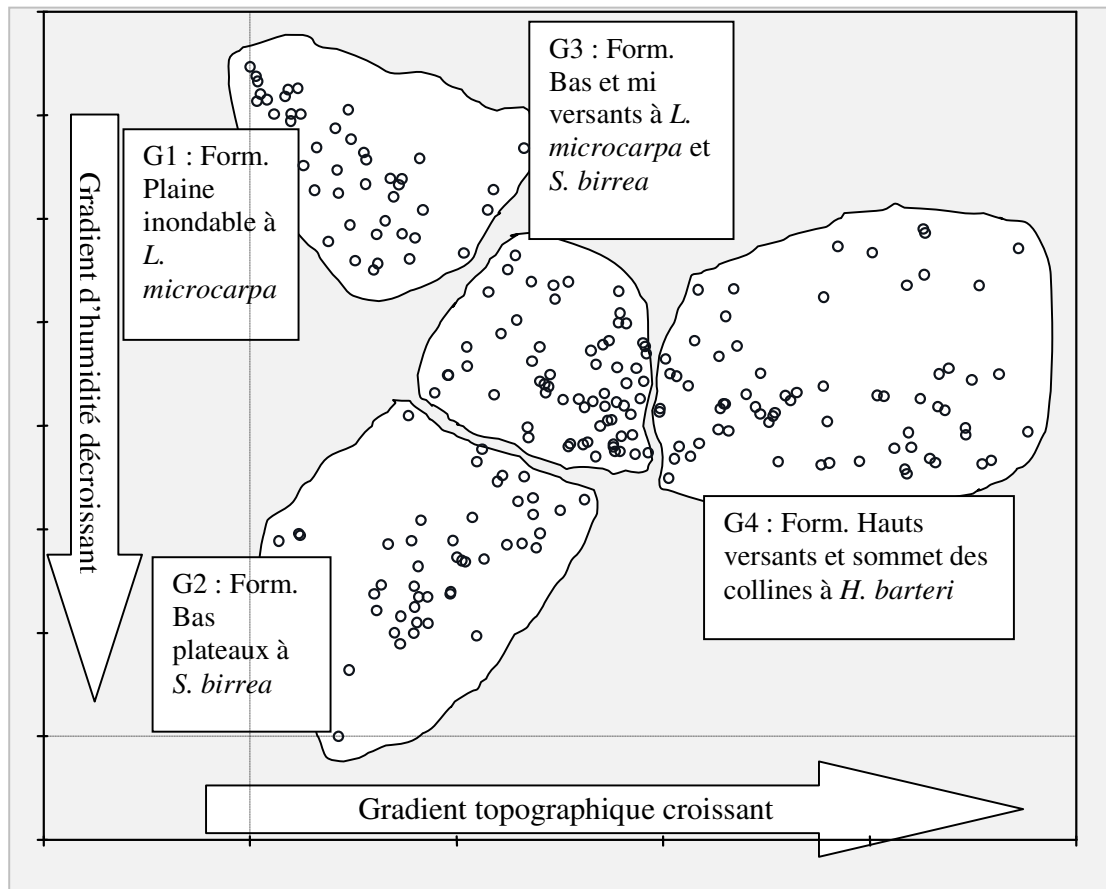 G3 : Form.
Bas et mi
versants à L.
microcarpa et
S. birrea
G1 : Form.
Plaine
inondable à
L.
microcarpa
Gradient d'humidité décroissant
G4 : Form. Hauts
versants et sommet des
collines à H. barteri
G2 : Form.
Bas
plateaux à
S. birrea
Gradient topographique croissant